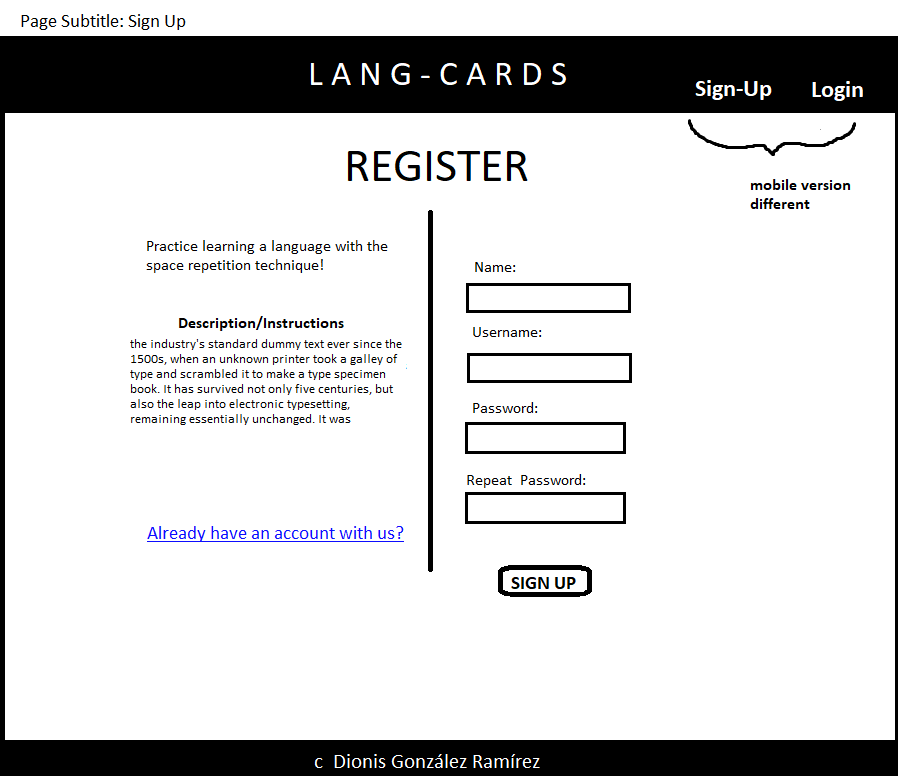 Page Subtitle: Sign Up
L A N G - C A R D S
Sign-Up
Login
REGISTER
mobile version
different
Practice learning a language with the
space repetition technique!
Description/Instructions
the industry's standard dummy text ever since the
1500s, when an unknown printer took a galley of
type and scrambled it to make a type specimen
book. It has survived not only five centuries, but
also the leap into electronic typesetting,
remaining essentially unchanged. It was
Already have an account with us?
Name:
Username:
Password:
Repeat Password:
SIGN UP
c Dionis González Ramírez